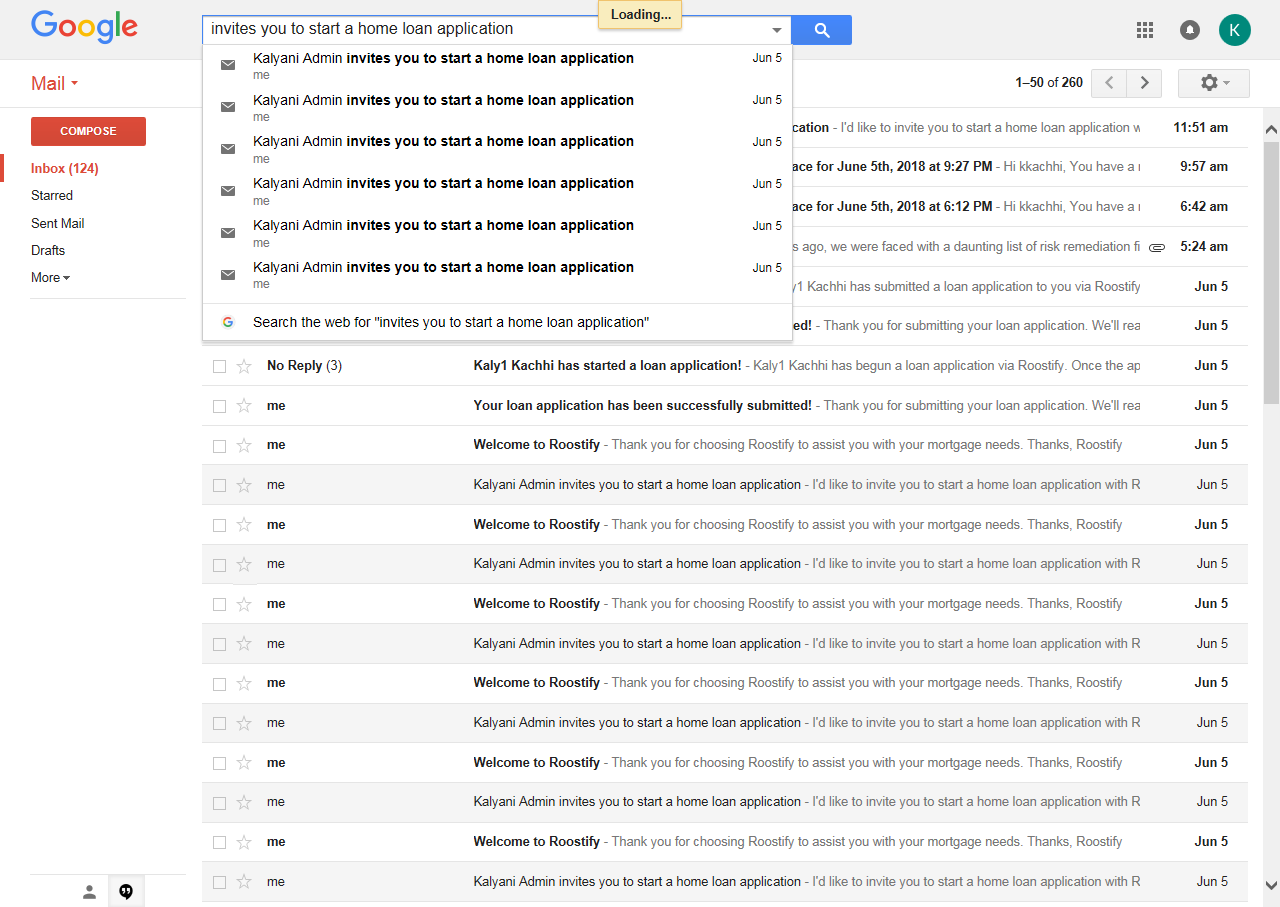 Google
invites you to start a home loan application
Loading...
K
Kalyani Admin invites you to start a home loan application Jun 5
me
Kalyani Admin invites you to start a home loan application Jun 5
me
Kalyani Admin invites you to start a home loan application Jun 5
me
Kalyani Admin invites you to start a home loan application Jun 5
me
Kalyani Admin invites you to start a home loan application Jun 5
me
Kalyani Admin invites you to start a home loan application Jun 5
me
G Search the web for "invites you to start a home loan application"
Mail
1–50 of 260
COMPOSE
Inbox (124)
Starred
Sent Mail
Drafts
More
cation - I'd like to invite you to start a home loan application w 11:51 am
ace for June 5th, 2018 at 9:27 PM - Hi kkachhi, You have a 9:57 am
ace for June 5th, 2018 at 6:12 PM - Hi kkachhi, You have a 6:42 am
s ago, we were faced with a daunting list of risk remediation fi 5:24 am
y1 Kachhi has submitted a loan application to you via Roostify Jun 5
ed! - Thank you for submitting your loan application. We'll rea Jun 5
No Reply (3) Kaly1 Kachhi has started a loan application! - Kaly1 Kachhi has begun a loan application via Roostify. Once the ap Jun 5
me Your loan application has been successfully submitted! - Thank you for submitting your loan application. We'll rea Jun 5
me Welcome to Roostify - Thank you for choosing Roostify to assist you with your mortgage needs. Thanks, Roostify Jun 5
me Kalyani Admin invites you to start a home loan application - I'd like to invite you to start a home loan application with R Jun 5
me Welcome to Roostify - Thank you for choosing Roostify to assist you with your mortgage needs. Thanks, Roostify Jun 5
me Kalyani Admin invites you to start a home loan application - I'd like to invite you to start a home loan application with R Jun 5
me Welcome to Roostify - Thank you for choosing Roostify to assist you with your mortgage needs. Thanks, Roostify Jun 5
me Kalyani Admin invites you to start a home loan application - I'd like to invite you to start a home loan application with R Jun 5
me Welcome to Roostify - Thank you for choosing Roostify to assist you with your mortgage needs. Thanks, Roostify Jun 5
me Kalyani Admin invites you to start a home loan application - I'd like to invite you to start a home loan application with R Jun 5
me Welcome to Roostify - Thank you for choosing Roostify to assist you with your mortgage needs. Thanks, Roostify Jun 5
me Kalyani Admin invites you to start a home loan application - I'd like to invite you to start a home loan application with R Jun 5
me Welcome to Roostify - Thank you for choosing Roostify to assist you with your mortgage needs. Thanks, Roostify Jun 5
me Kalyani Admin invites you to start a home loan application - I'd like to invite you to start a home loan application with R Jun 5